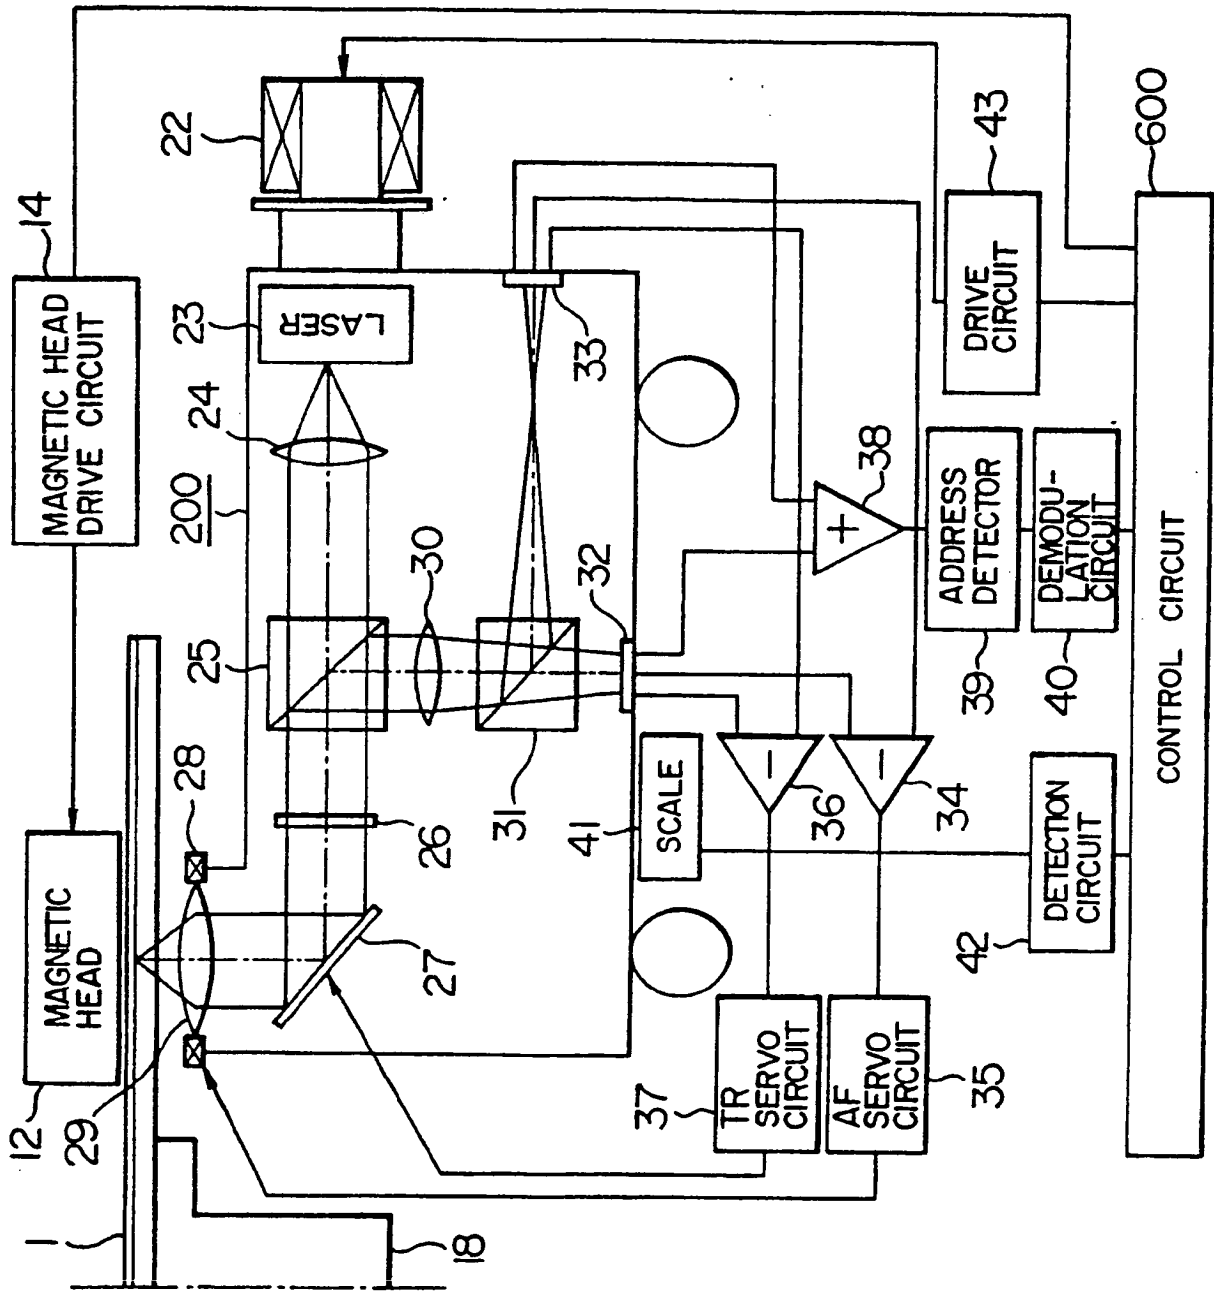 14
MAGNETIC HEAD
DRIVE CIRCUIT
12
MAGNETIC
HEAD
1
18
29
28
200
22
23
LASER
24
25
26
27
30
31
32
33
41
SCALE
38
+
36
−
34
−
37
TR
SERVO
CIRCUIT
35
AF
SERVO
CIRCUIT
43
DRIVE
CIRCUIT
39
ADDRESS
DETECTOR
40
DEMODU-
LATION
CIRCUIT
42
DETECTION
CIRCUIT
600
CONTROL CIRCUIT